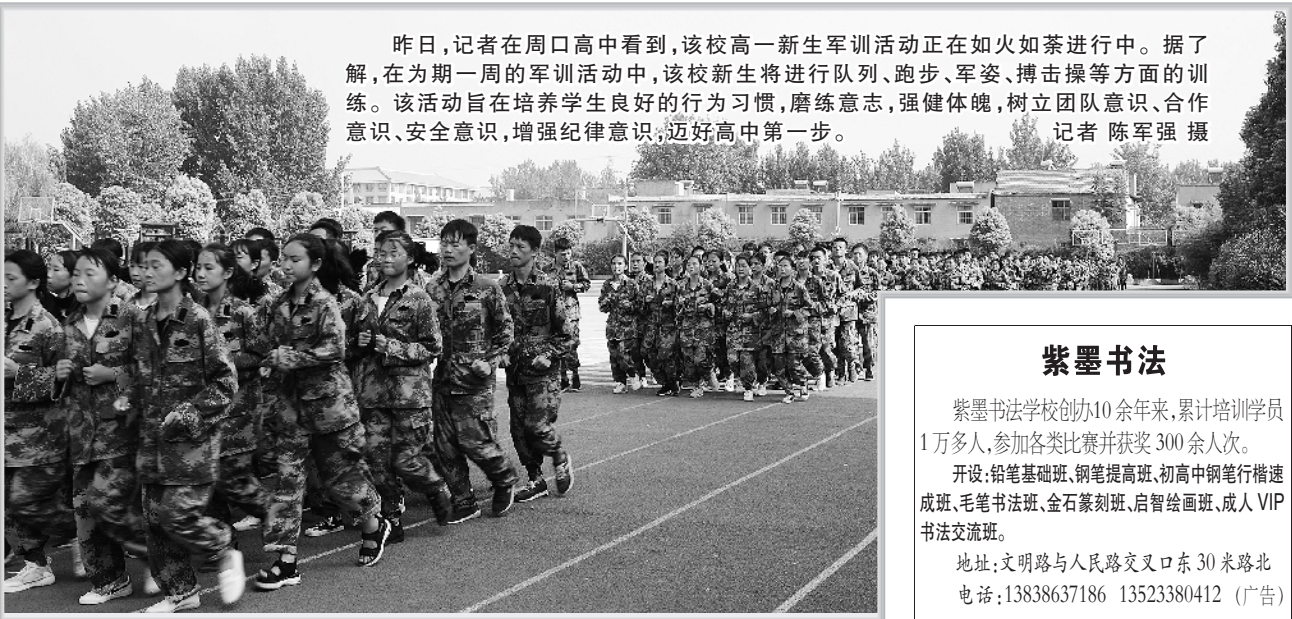 昨日,记者在周口高中看到,该校高一新生军训活动正在如火如荼进行中。据了
解,在为期一周的军训活动中,该校新生将进行队列、跑步、军姿、搏击操等方面的训
练。该活动旨在培养学生良好的行为习惯,磨练意志,强健体魄,树立团队意识、合作
意识、安全意识,增强纪律意识,迈好高中第一步。 记者 陈军强 摄
紫墨书法
紫墨书法学校创办10余年来,累计培训学员
1万多人,参加各类比赛并获奖300余人次。
开设:铅笔基础班、钢笔提高班、初高中钢笔行楷速
成班、毛笔书法班、金石篆刻班、启智绘画班、成人VIP
书法交流班。
地址:文明路与人民路交叉口东30米路北
电话:13838637186 13523380412 (广告)